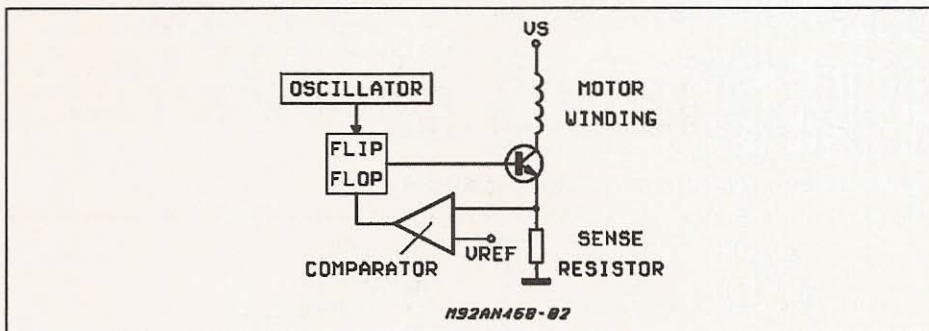 VS
OSCILLATOR
MOTOR
WINDING
FLIP
FLOP
VREF
COMPARATOR
SENSE
RESISTOR
M92AN468-02